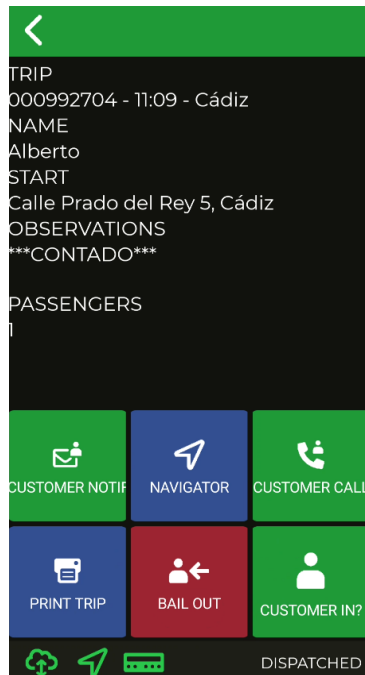 TRIP
000992704 - 11:09 - Cádiz
NAME
Alberto
START
Calle Prado del Rey 5, Cádiz
OBSERVATIONS
***CONTADO***
PASSENGERS
1
CUSTOMER NOTIF
NAVIGATOR
CUSTOMER CALL
PRINT TRIP
BAIL OUT
CUSTOMER IN?
DISPATCHED